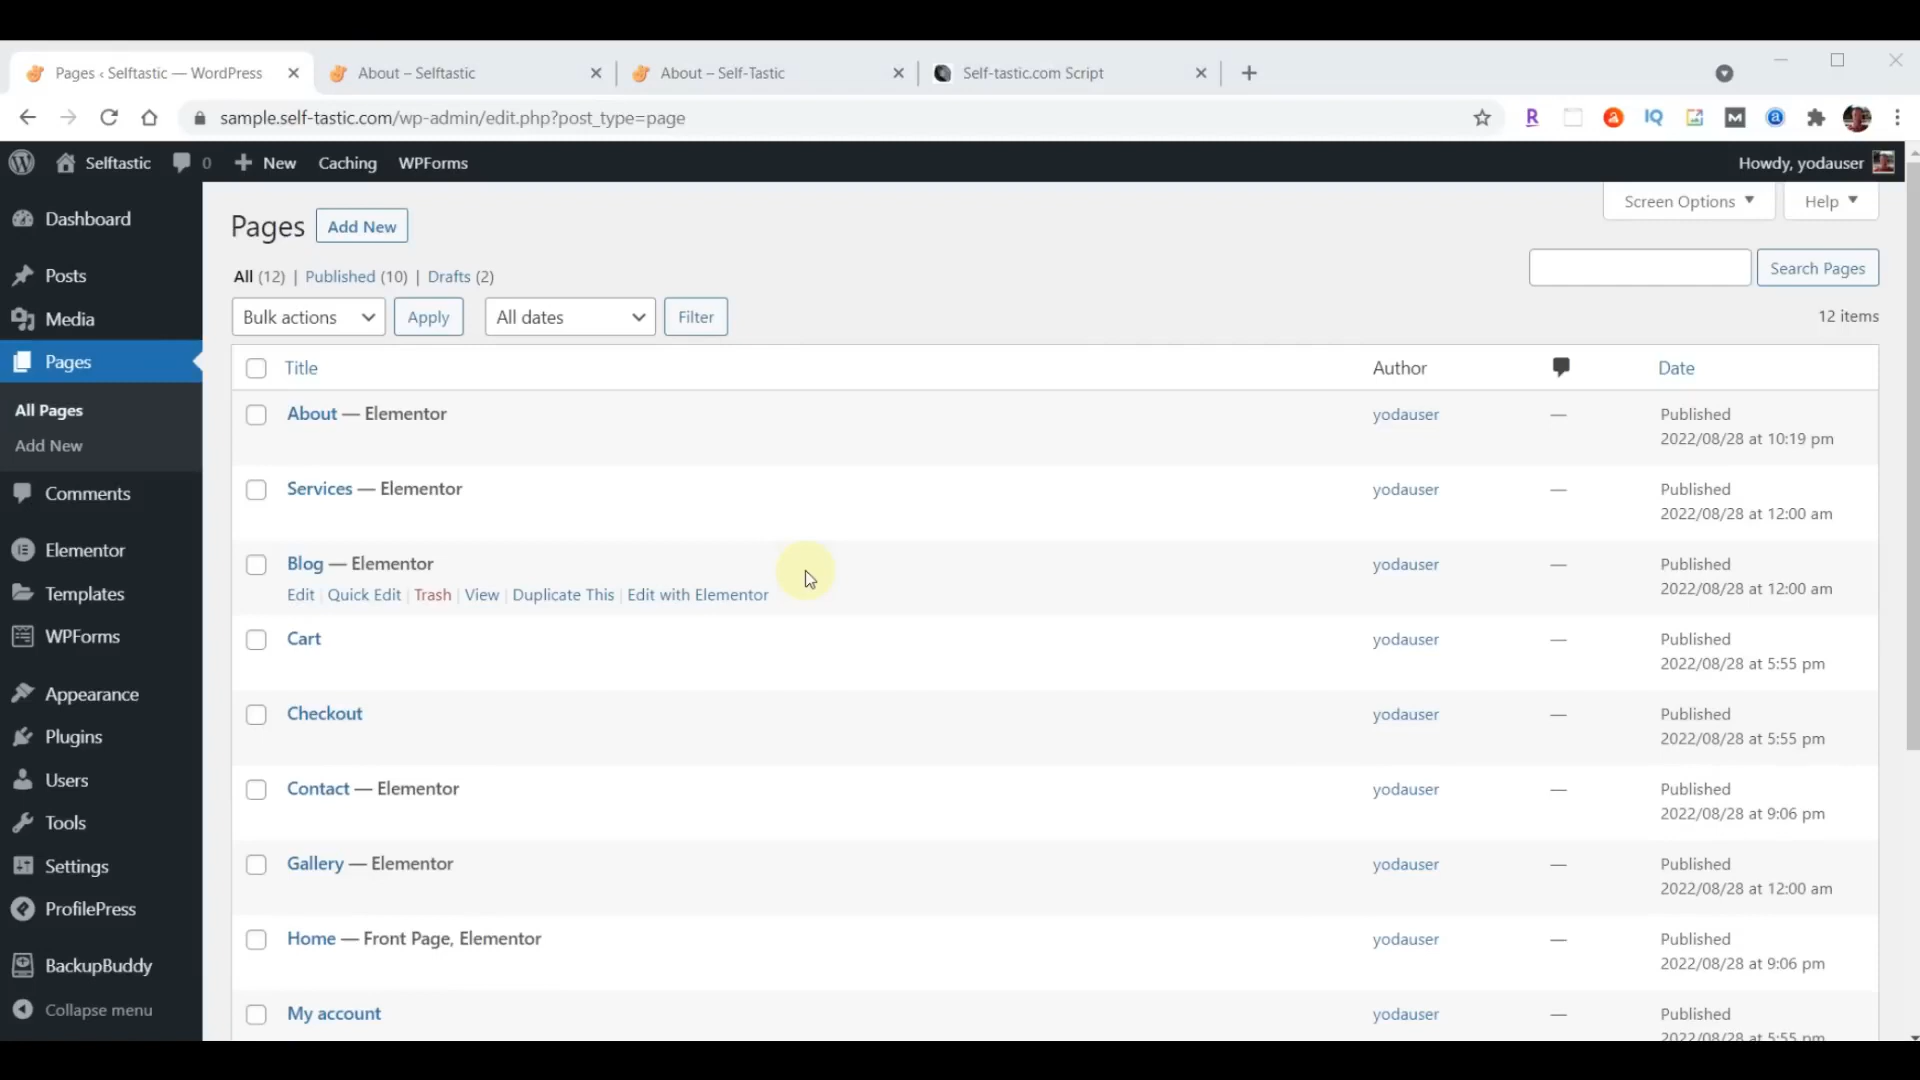 Pages ‹ Selftastic — WordPress
About – Selftastic
About – Self-Tastic
Self-tastic.com Script
sample.self-tastic.com/wp-admin/edit.php?post_type=page
Selftastic 0 New Caching WPForms
Howdy, yodauser
Dashboard
Posts
Media
Pages
All Pages
Add New
Comments
Elementor
Templates
WPForms
Appearance
Plugins
Users
Tools
Settings
ProfilePress
BackupBuddy
Collapse menu
Screen Options Help
Pages Add New
All (12) | Published (10) | Drafts (2)
Search Pages
Bulk actions Apply All dates Filter
12 items
Title Author Date
About — Elementor yodauser — Published
2022/08/28 at 10:19 pm
Services — Elementor yodauser — Published
2022/08/28 at 12:00 am
Blog — Elementor yodauser — Published
Edit | Quick Edit | Trash | View | Duplicate This | Edit with Elementor
2022/08/28 at 12:00 am
Cart yodauser — Published
2022/08/28 at 5:55 pm
Checkout yodauser — Published
2022/08/28 at 5:55 pm
Contact — Elementor yodauser — Published
2022/08/28 at 9:06 pm
Gallery — Elementor yodauser — Published
2022/08/28 at 12:00 am
Home — Front Page, Elementor yodauser — Published
2022/08/28 at 9:06 pm
My account yodauser — Published
2022/08/28 at 5:55 pm